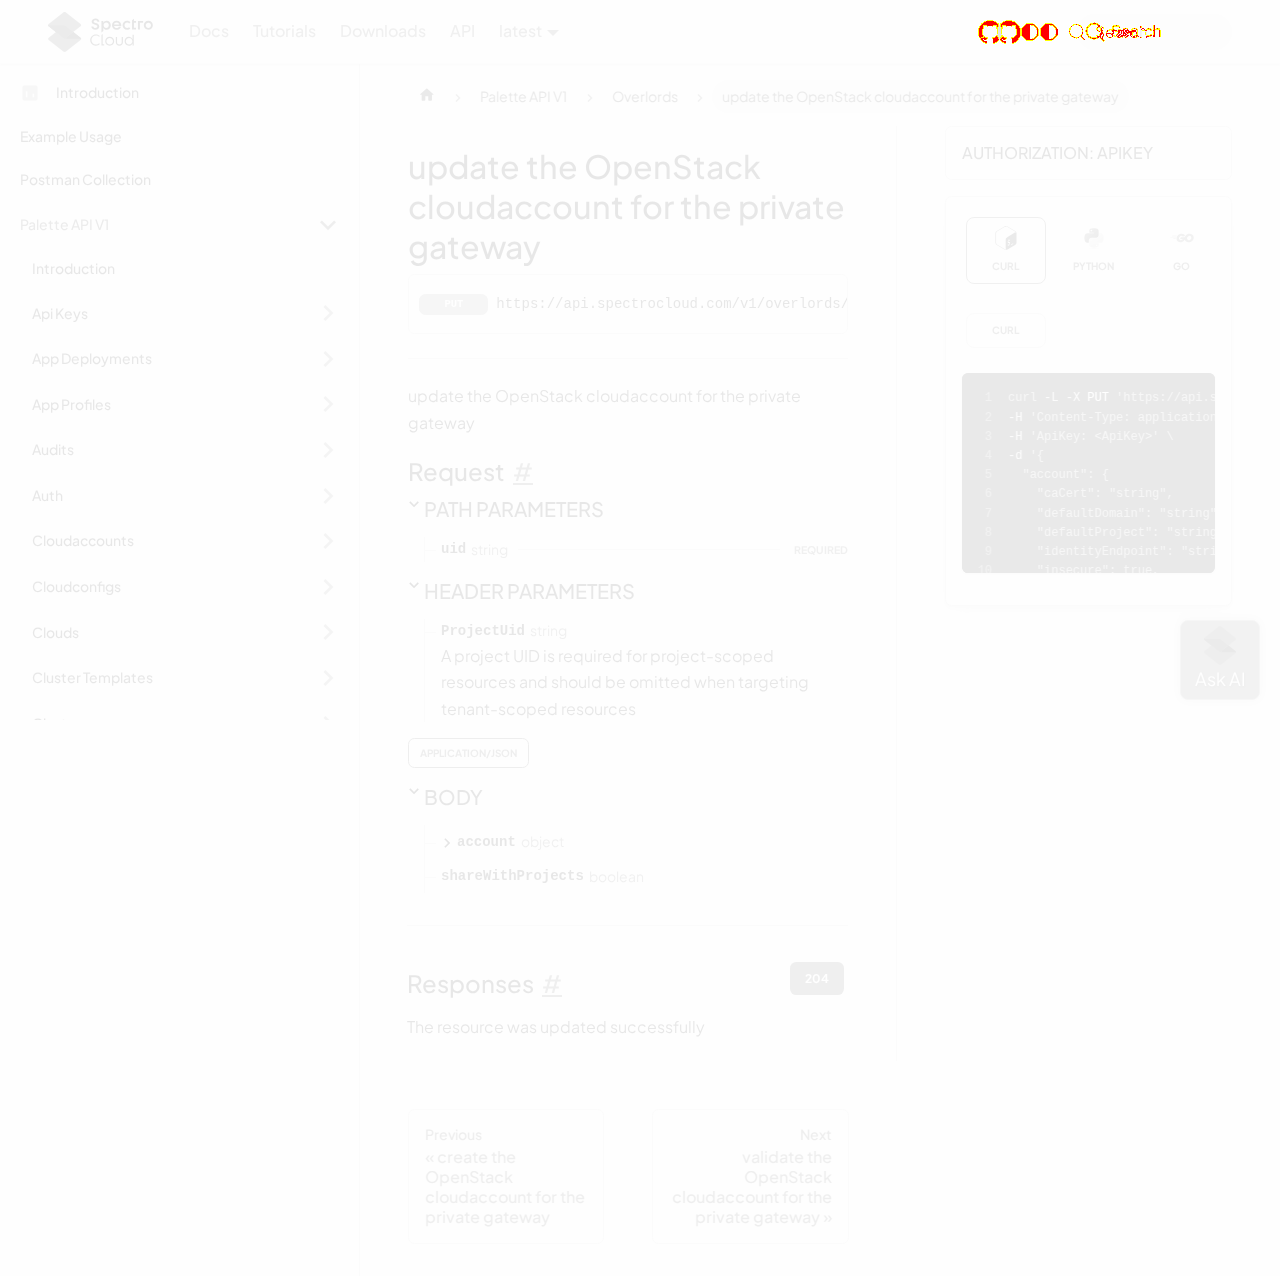 Spectro Cloud Docs Tutorials Downloads API latest Search
Introduction
Example Usage
Postman Collection
Palette API V1
Introduction
Api Keys
App Deployments
App Profiles
Audits
Auth
Cloudaccounts
Cloudconfigs
Clouds
Cluster Templates
Palette API V1 Overlords update the OpenStack cloudaccount for the private gateway
update the OpenStack
cloudaccount for the private
gateway
PUT https://api.spectrocloud.com/v1/overlords/
update the OpenStack cloudaccount for the private
gateway
Request #
PATH PARAMETERS
uid string REQUIRED
HEADER PARAMETERS
ProjectUid string
A project UID is required for project-scoped
resources and should be omitted when targeting
tenant-scoped resources
APPLICATION/JSON
BODY
account object
shareWithProjects boolean
Responses #
204
The resource was updated successfully
Previous
« create the
OpenStack
cloudaccount for the
private gateway
Next
validate the
OpenStack
cloudaccount for the
private gateway »
AUTHORIZATION: APIKEY
CURL PYTHON GO
CURL
1 curl -L -X PUT 'https://api.s
2 -H 'Content-Type: application
3 -H 'ApiKey: <ApiKey>' \
4 -d '{
5 "account": {
6 "caCert": "string",
7 "defaultDomain": "string"
8 "defaultProject": "string
9 "identityEndpoint": "stri
10 "insecure": true,
Ask AI